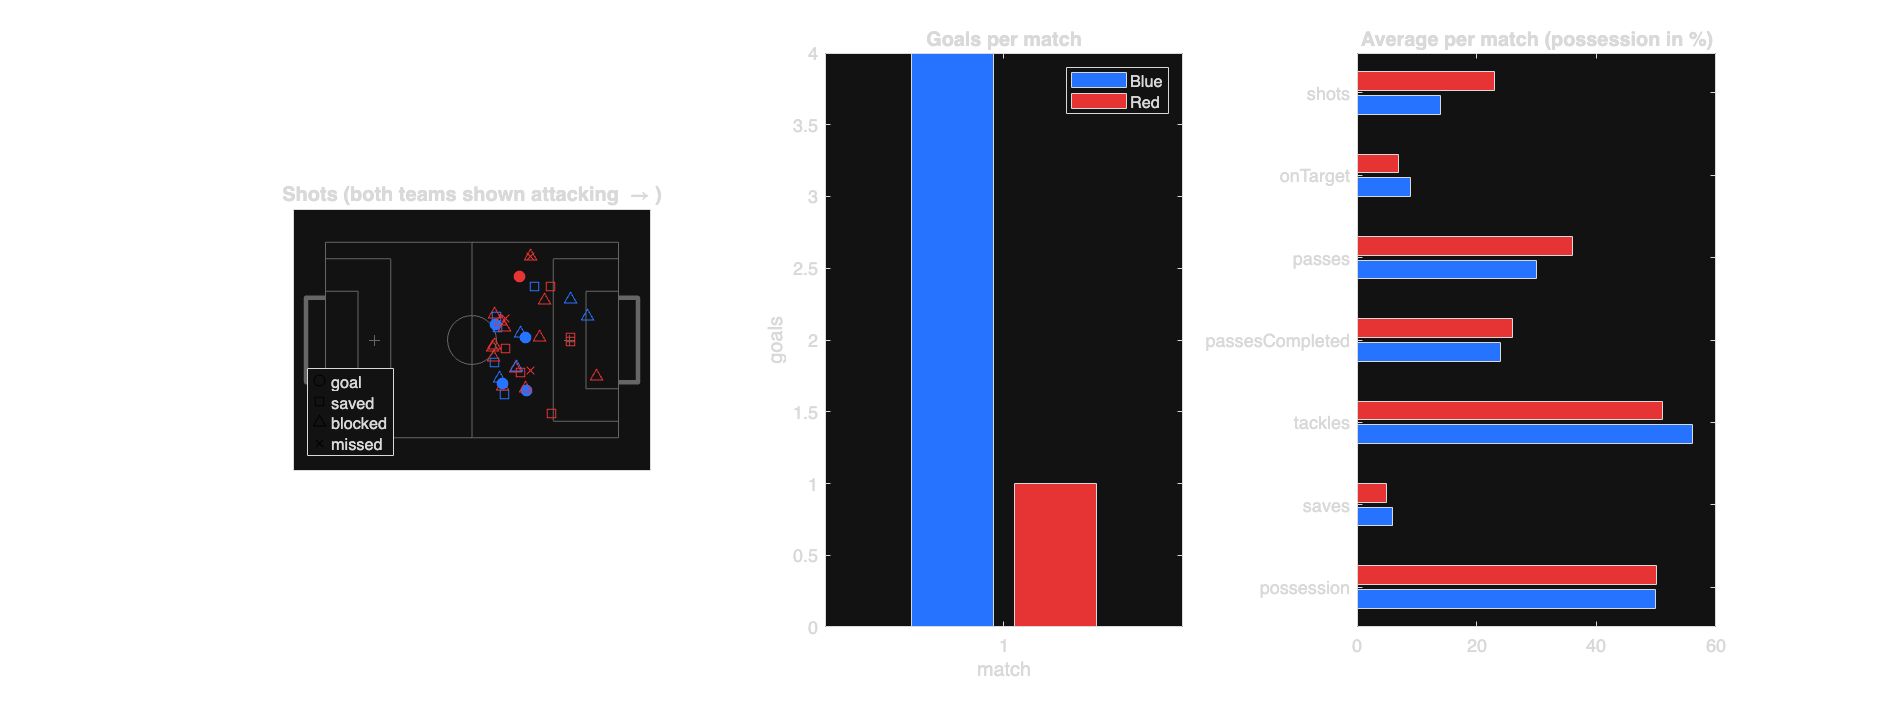 Shots (both teams shown attacking → )
goal
saved
blocked
missed
Goals per match
4
3.5
3
2.5
2
1.5
1
0.5
0
goals
1
match
Blue
Red
Average per match (possession in %)
shots
onTarget
passes
passesCompleted
tackles
saves
possession
0 20 40 60